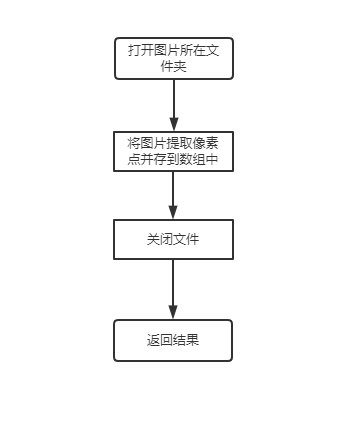 打开图片所在文
件夹
将图片提取像素
点并存到数组中
关闭文件
返回结果